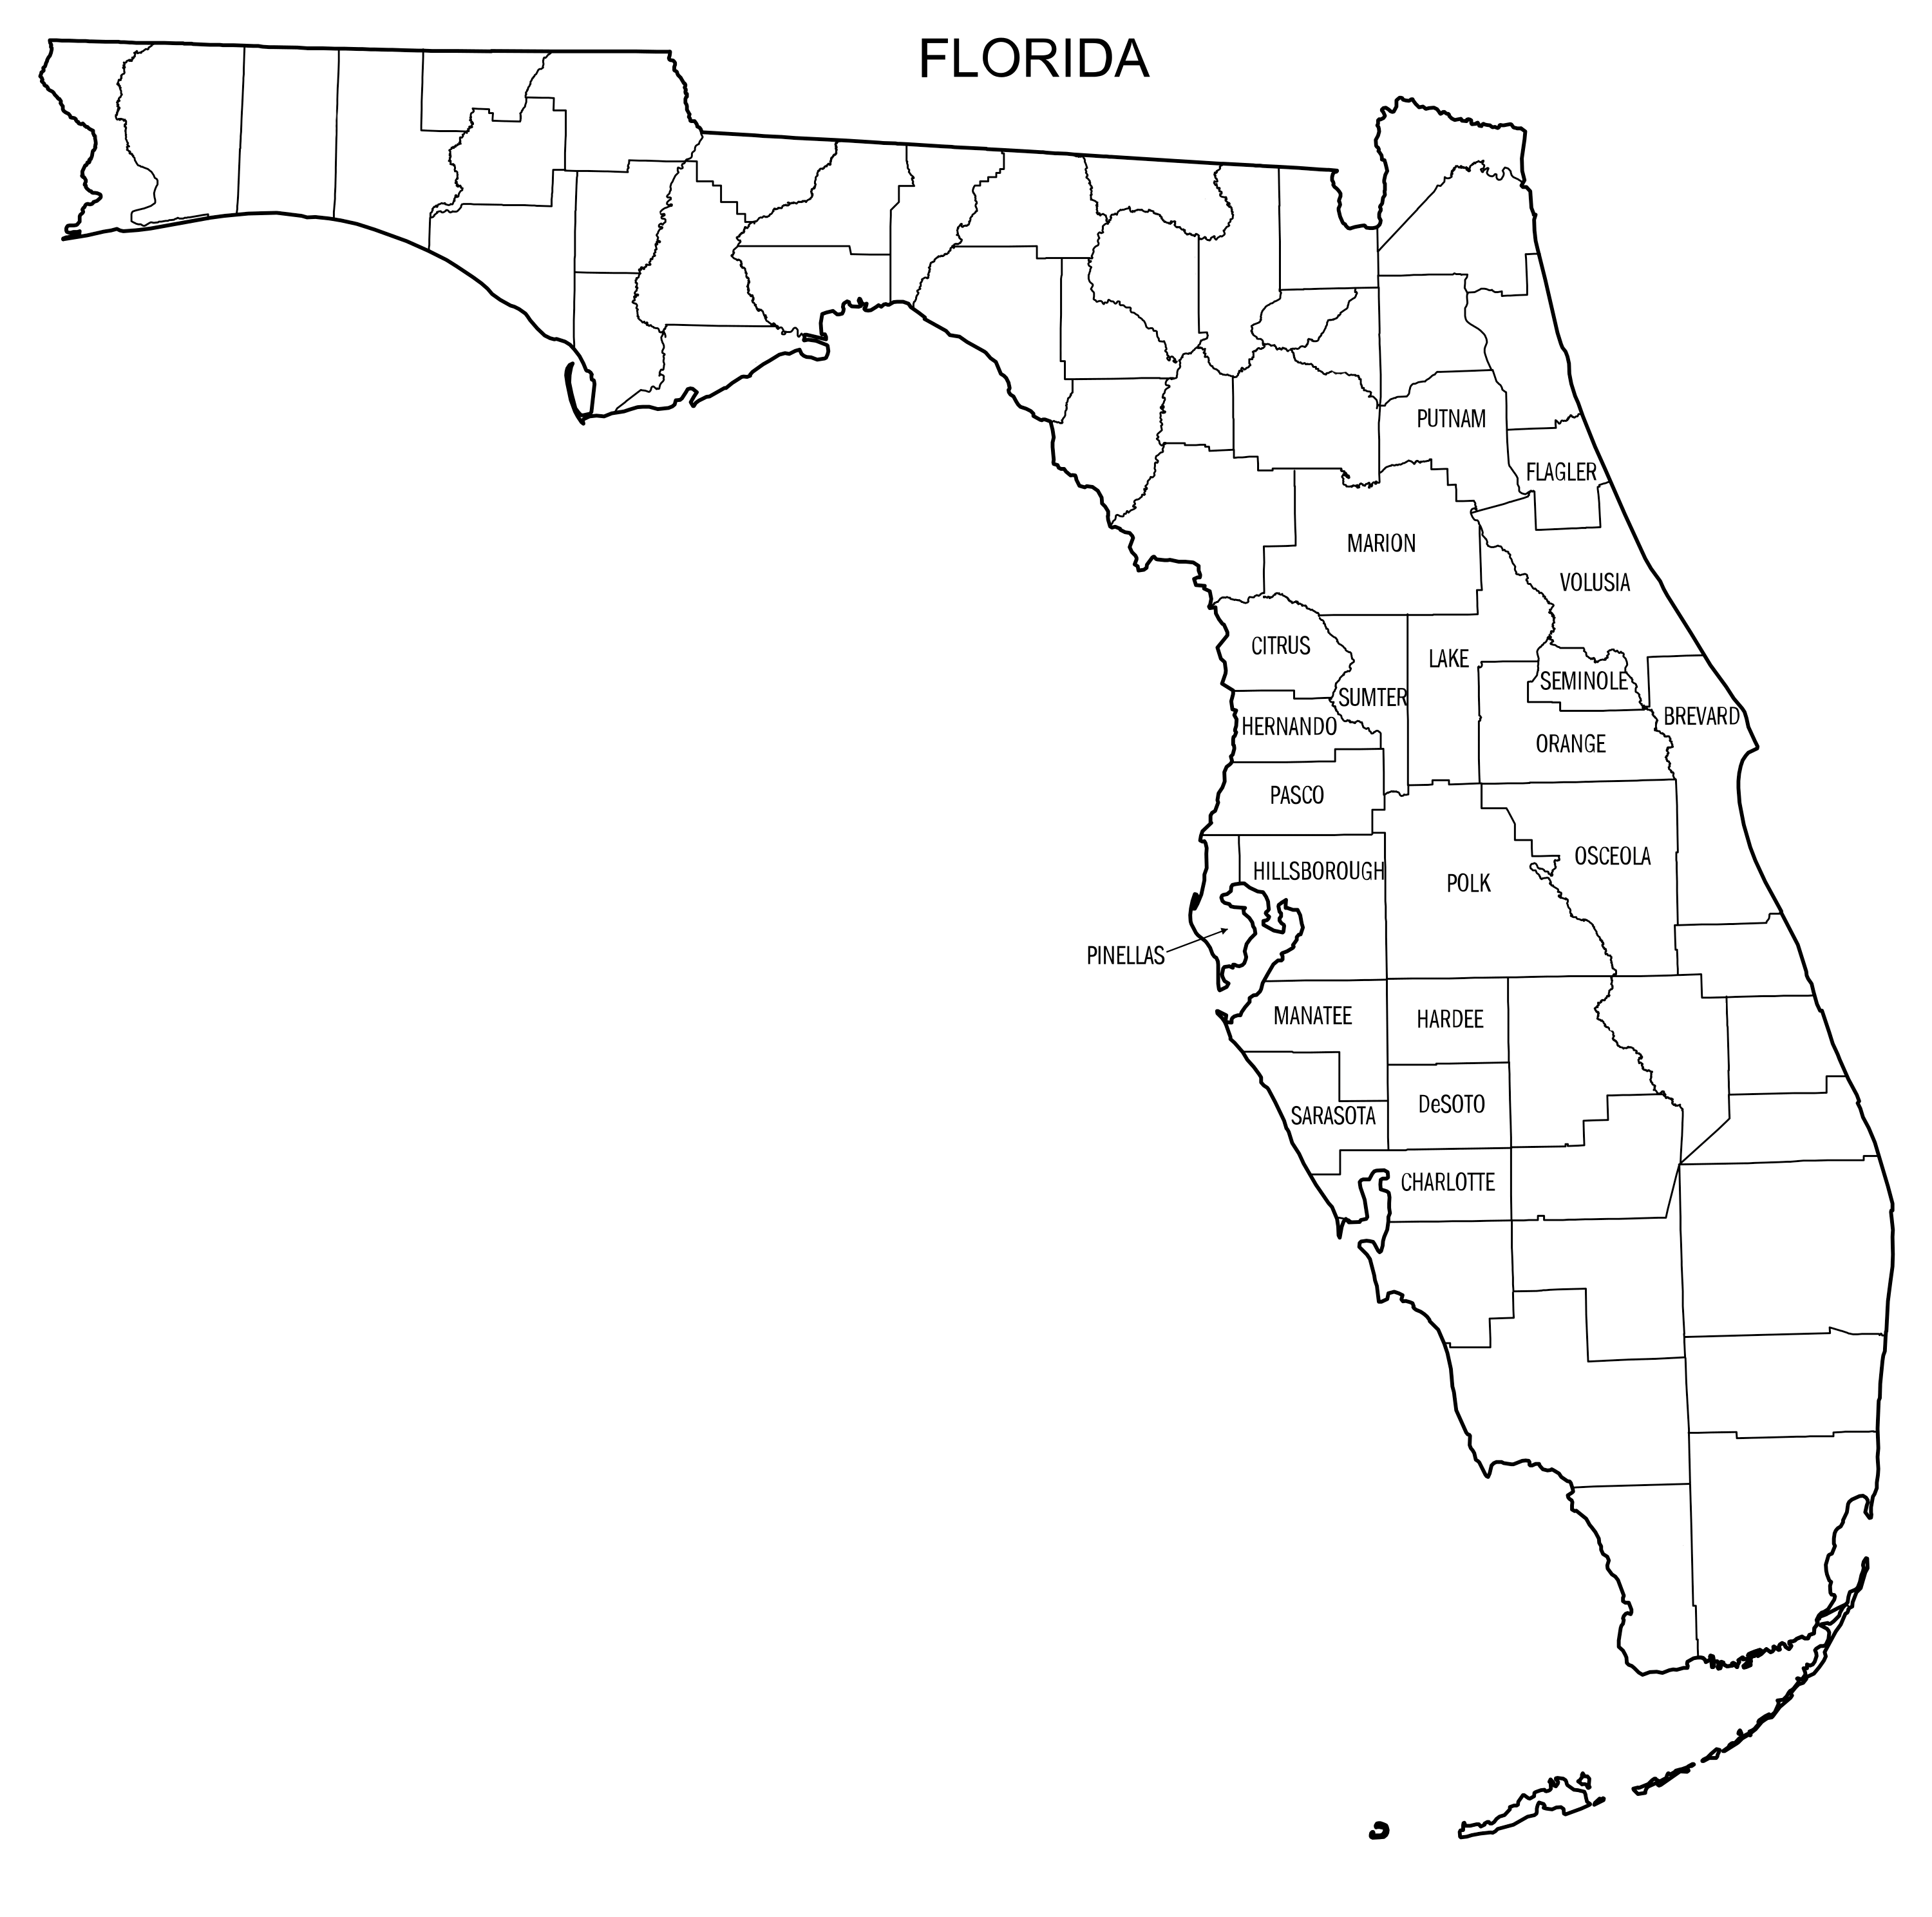 FLORIDA
PUTNAM
FLAGLER
MARION
VOLUSIA
CITRUS
LAKE
SEMINOLE
SUMTER
BREVARD
HERNANDO
ORANGE
PASCO
OSCEOLA
HILLSBOROUGH
POLK
PINELLAS
MANATEE
HARDEE
DeSOTO
SARASOTA
CHARLOTTE